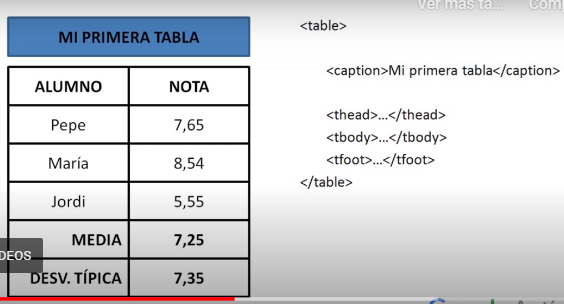 Ver más ta...
MI PRIMERA TABLA
ALUMNO NOTA
Pepe 7,65
María 8,54
Jordi 5,55
MEDIA 7,25
DESV. TÍPICA 7,35
DEOS
<table>
<caption>Mi primera tabla</caption>
<thead>...</thead>
<tbody>...</tbody>
<tfoot>...</tfoot>
</table>